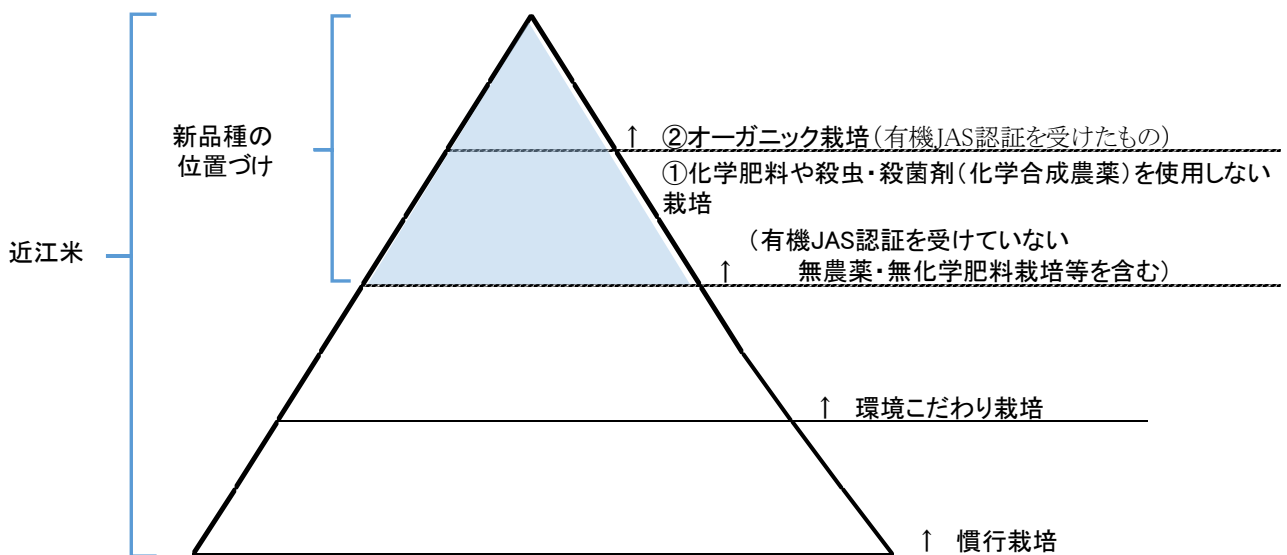 新品種の
位置づけ
近江米
↑ ②オーガニック栽培(有機JAS認証を受けたもの)
①化学肥料や殺虫・殺菌剤(化学合成農薬)を使用しない
栽培
(有機JAS認証を受けていない
↑ 無農薬・無化学肥料栽培等を含む)
↑ 環境こだわり栽培
↑ 慣行栽培